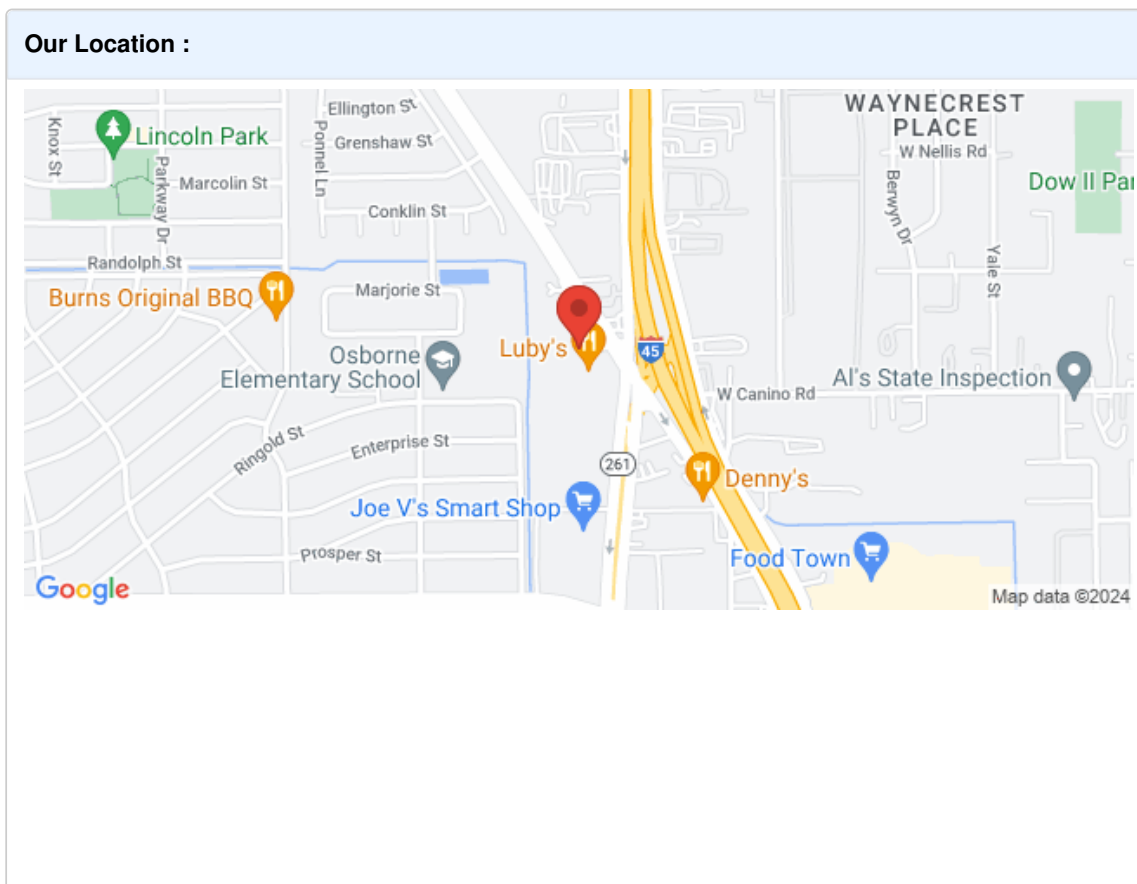 Our Location :
Ellington St
WAYNECREST
PLACE
Knox St
Lincoln Park
Ponnel Ln
Grenshaw St
W Nellis Rd
Parkway Dr
Marcolin St
Berwyn Dr
Dow II Par
Conklin St
Randolph St
Yale St
Burns Original BBQ
Marjorie St
Luby's
45
Osborne
Elementary School
Al's State Inspection
W Canino Rd
Ringold St
Enterprise St
261
Denny's
Joe V's Smart Shop
Prosper St
Food Town
Google
Map data ©2024